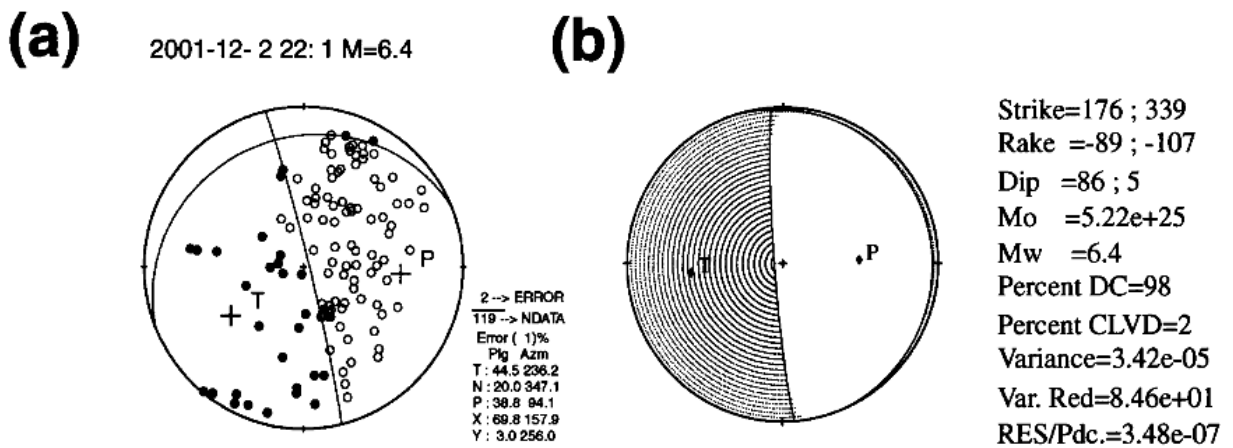 (a)
2001-12- 2 22: 1 M=6.4
P
T
2 --> ERROR
119 --> NDATA
Error ( 1)%
Plg Azm
T : 44.5 236.2
N : 20.0 347.1
P : 38.8 94.1
X : 69.8 157.9
Y : 3.0 256.0
(b)
T
P
Strike=176 ; 339
Rake =-89 ; -107
Dip =86 ; 5
Mo =5.22e+25
Mw =6.4
Percent DC=98
Percent CLVD=2
Variance=3.42e-05
Var. Red=8.46e+01
RES/Pdc.=3.48e-07